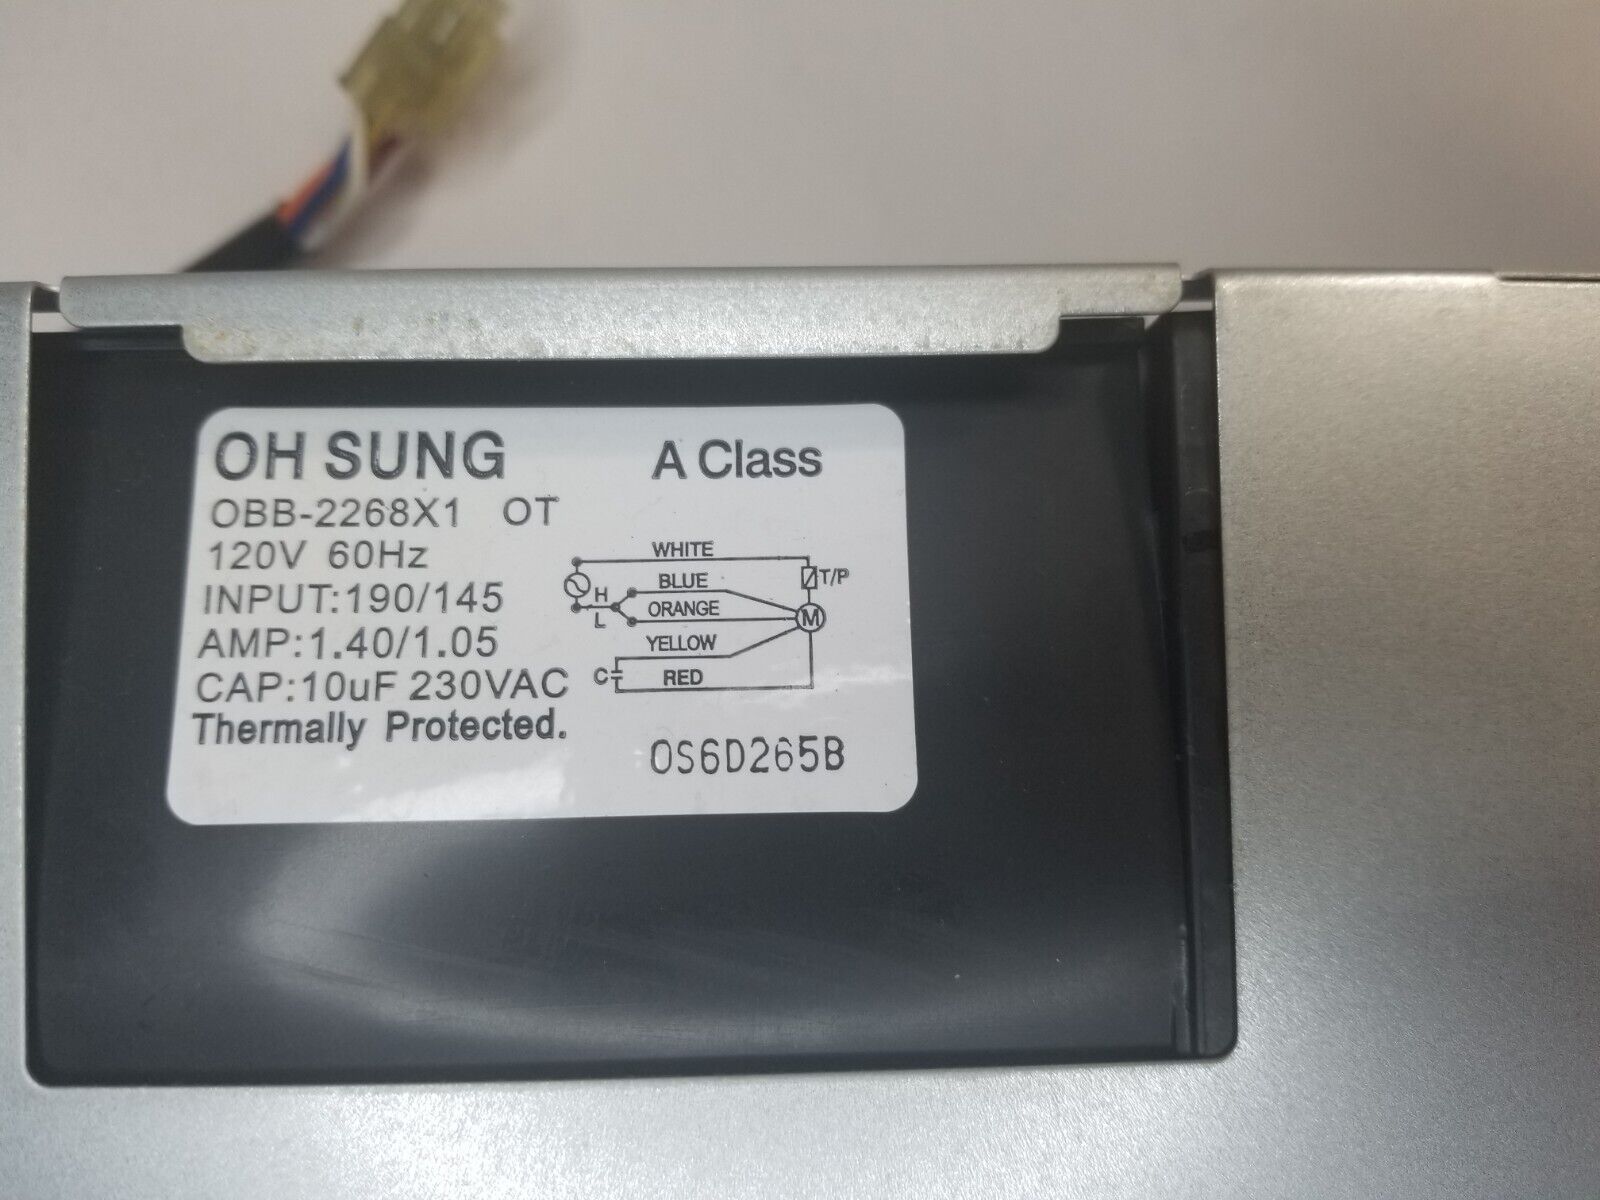 OH SUNG A Class
OBB-2268X1 OT
120V 60Hz
INPUT:190/145
AMP:1.40/1.05
CAP:10uF 230VAC
Thermally Protected.
WHITE
T/P
BLUE
H
ORANGE
M
L
YELLOW
C
RED
OS6D265B